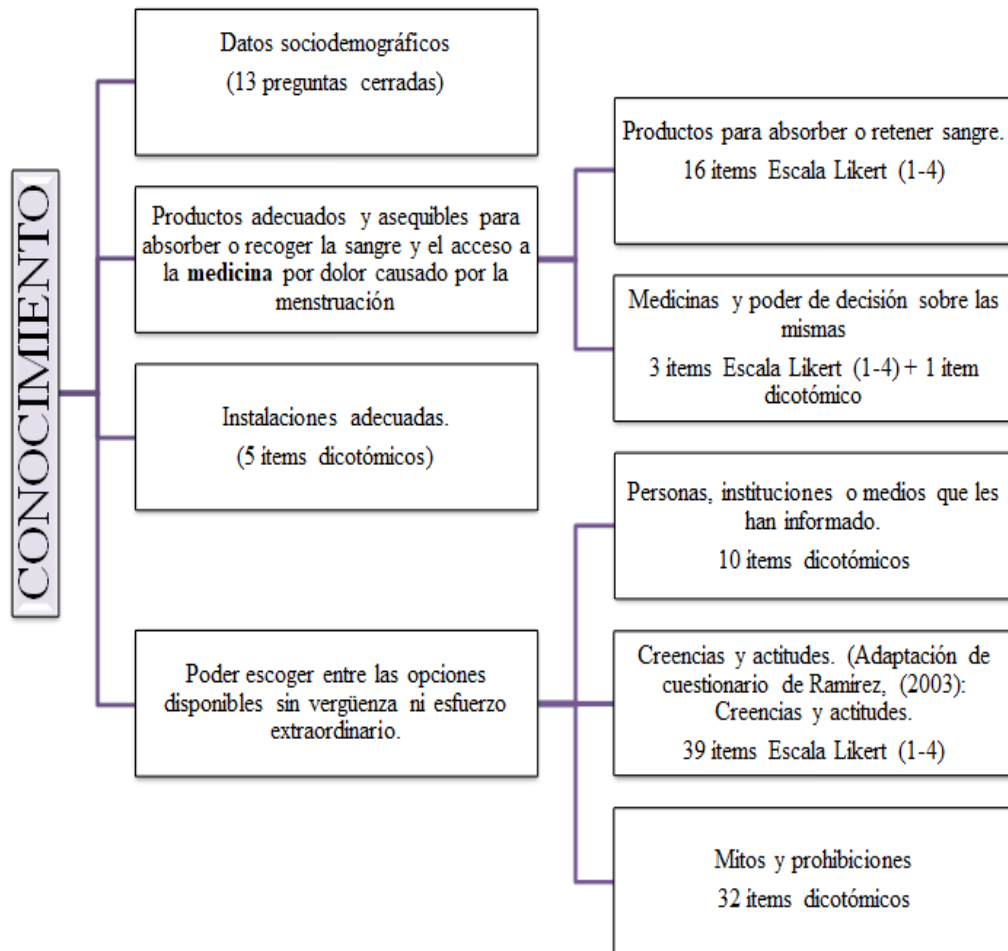 CONOCIMIENTO
Datos sociodemográficos
(13 preguntas cerradas)
Productos adecuados y asequibles para
absorber o recoger la sangre y el acceso a
la medicina por dolor causado por la
menstruación
Productos para absorber o retener sangre.
16 ítems Escala Likert (1-4)
Medicinas y poder de decisión sobre las
mismas
3 ítems Escala Likert (1-4) + 1 ítem
dicotómico
Instalaciones adecuadas.
(5 ítems dicotómicos)
Poder escoger entre las opciones
disponibles sin vergüenza ni esfuerzo
extraordinario.
Personas, instituciones o medios que les
han informado.
10 ítems dicotómicos
Creencias y actitudes. (Adaptación de
cuestionario de Ramirez, (2003):
Creencias y actitudes.
39 ítems Escala Likert (1-4)
Mitos y prohibiciones
32 ítems dicotómicos